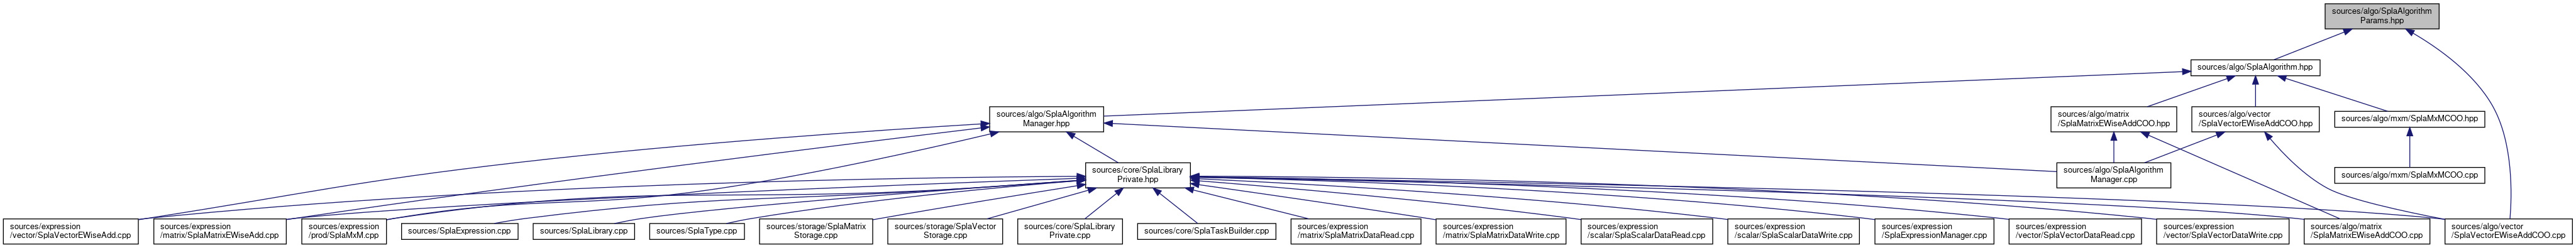 sources/algo/SplaAlgorithm
Params.hpp
sources/algo/SplaAlgorithm.hpp
sources/algo/SplaAlgorithm
Manager.hpp
sources/algo/matrix
/SplaMatrixEWiseAddCOO.hpp
sources/algo/vector
/SplaVectorEWiseAddCOO.hpp
sources/algo/mxm/SplaMxMCOO.hpp
sources/core/SplaLibrary
Private.hpp
sources/algo/SplaAlgorithm
Manager.cpp
sources/algo/mxm/SplaMxMCOO.cpp
sources/expression
/vector/SplaVectorEWiseAdd.cpp
sources/expression
/matrix/SplaMatrixEWiseAdd.cpp
sources/expression
/prod/SplaMxM.cpp
sources/SplaExpression.cpp
sources/SplaLibrary.cpp
sources/SplaType.cpp
sources/storage/SplaMatrix
Storage.cpp
sources/storage/SplaVector
Storage.cpp
sources/core/SplaLibrary
Private.cpp
sources/core/SplaTaskBuilder.cpp
sources/expression
/matrix/SplaMatrixDataRead.cpp
sources/expression
/matrix/SplaMatrixDataWrite.cpp
sources/expression
/scalar/SplaScalarDataRead.cpp
sources/expression
/scalar/SplaScalarDataWrite.cpp
sources/expression
/SplaExpressionManager.cpp
sources/expression
/vector/SplaVectorDataRead.cpp
sources/expression
/vector/SplaVectorDataWrite.cpp
sources/algo/matrix
/SplaMatrixEWiseAddCOO.cpp
sources/algo/vector
/SplaVectorEWiseAddCOO.cpp